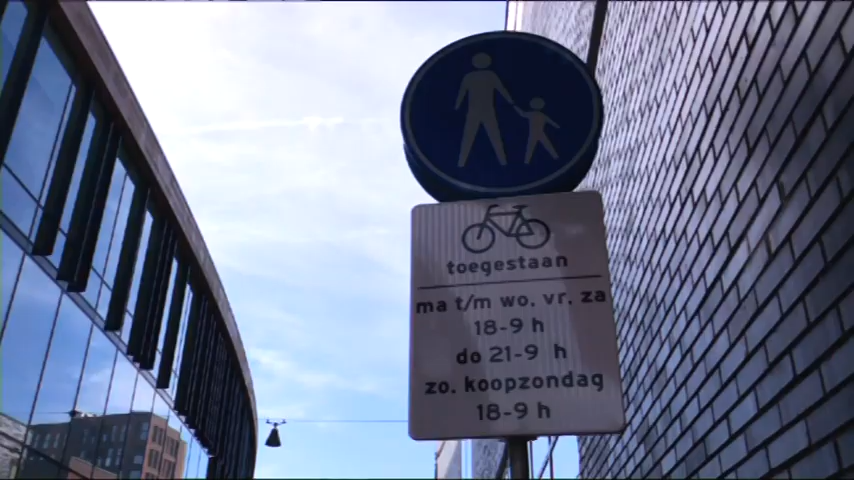 toegestaan
ma t/m wo. vr. za
18-9 h
do 21-9 h
zo. koopzondag
18-9 h